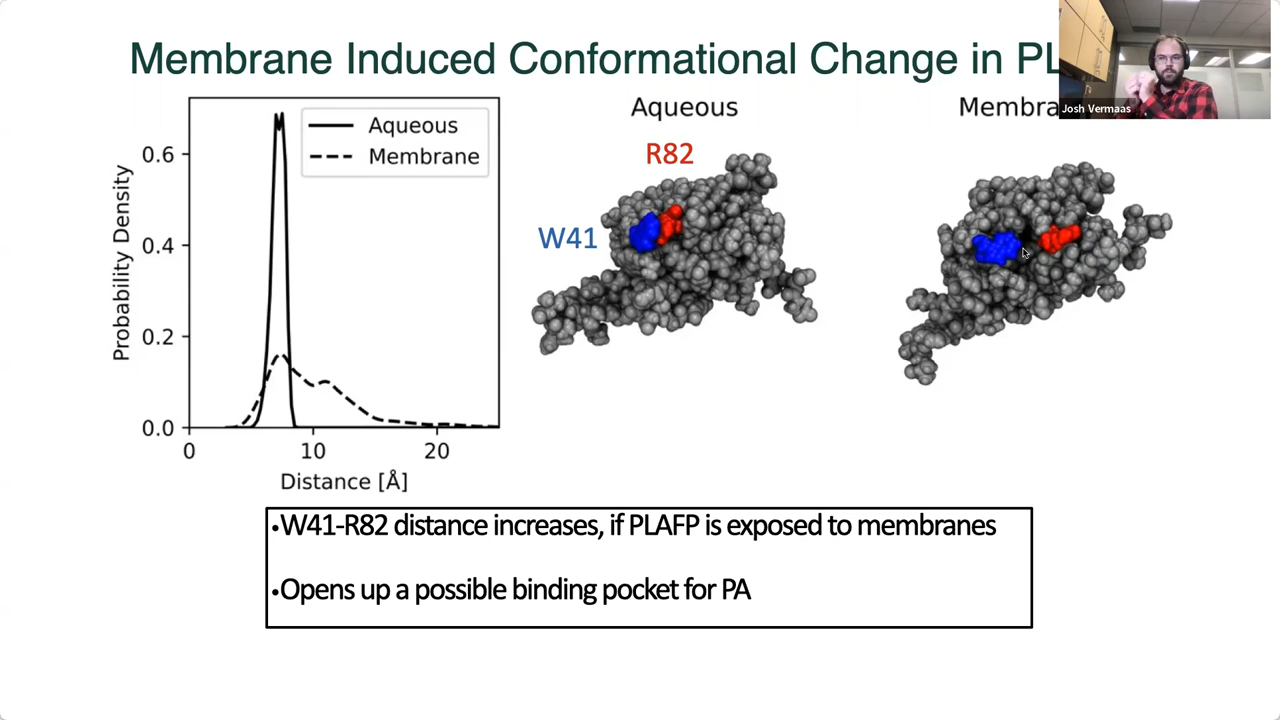 Membrane Induced Conformational Change in PL
Josh Vermaas
Aqueous
Membra
Aqueous
Membrane
R82
W41
Probability Density
0.6
0.4
0.2
0.0
0
10
20
Distance [Å]
•W41-R82 distance increases, if PLAFP is exposed to membranes
•Opens up a possible binding pocket for PA